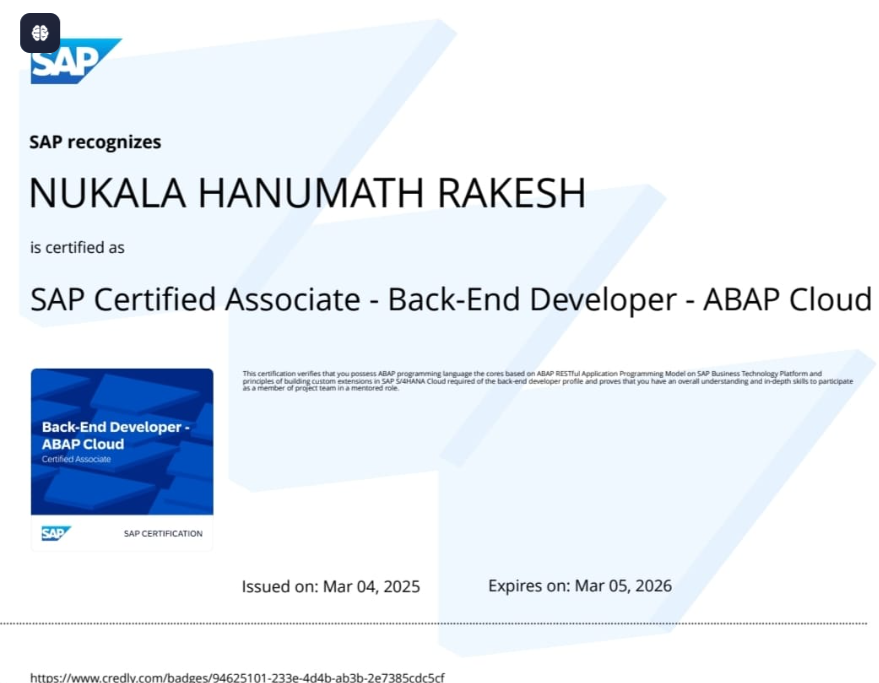 SAP
SAP recognizes
NUKALA HANUMATH RAKESH
is certified as
SAP Certified Associate - Back-End Developer - ABAP Cloud
This certification verifies that you possess ABAP programming language the cores based on ABAP RESTful Application Programming Model on SAP Business Technology Platform and
principles of building custom extensions in SAP S/4HANA Cloud required of the back-end developer profile and proves that you have an overall understanding and in-depth skills to participate
as a member of project team in a mentored role.
Back-End Developer -
ABAP Cloud
Certified Associate
SAP SAP CERTIFICATION
Issued on: Mar 04, 2025 Expires on: Mar 05, 2026
https://www.credly.com/badges/94625101-233e-4d4b-ab3b-2e7385cdc5cf